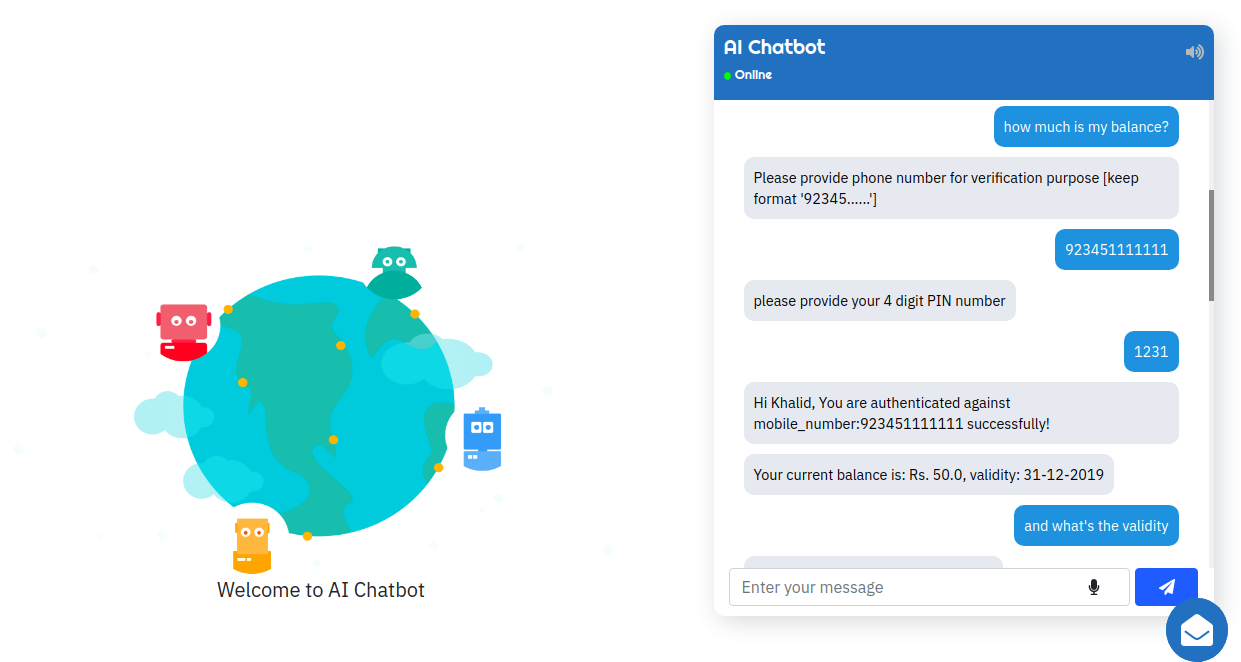 AI Chatbot
Online
how much is my balance?
Please provide phone number for verification purpose [keep
format '92345......']
923451111111
please provide your 4 digit PIN number
1231
Hi Khalid, You are authenticated against
mobile_number:923451111111 successfully!
Your current balance is: Rs. 50.0, validity: 31-12-2019
and what's the validity
Enter your message
Welcome to AI Chatbot